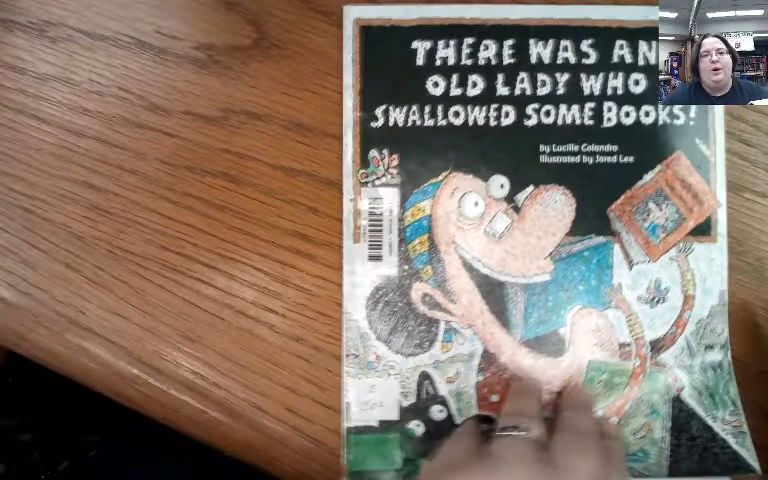 THERE WAS AN
OLD LADY WHO
SWALLOWED SOME BOOKS!
by Lucille Colandro
Illustrated by Jared Lee